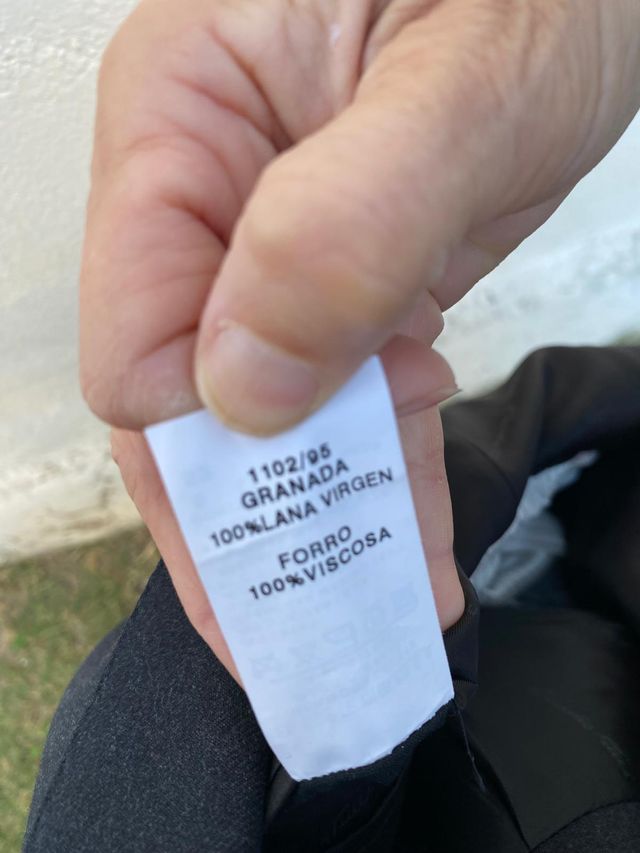 1102/95
GRANADA
100%LANA VIRGEN
FORRO
100%VISCOSA